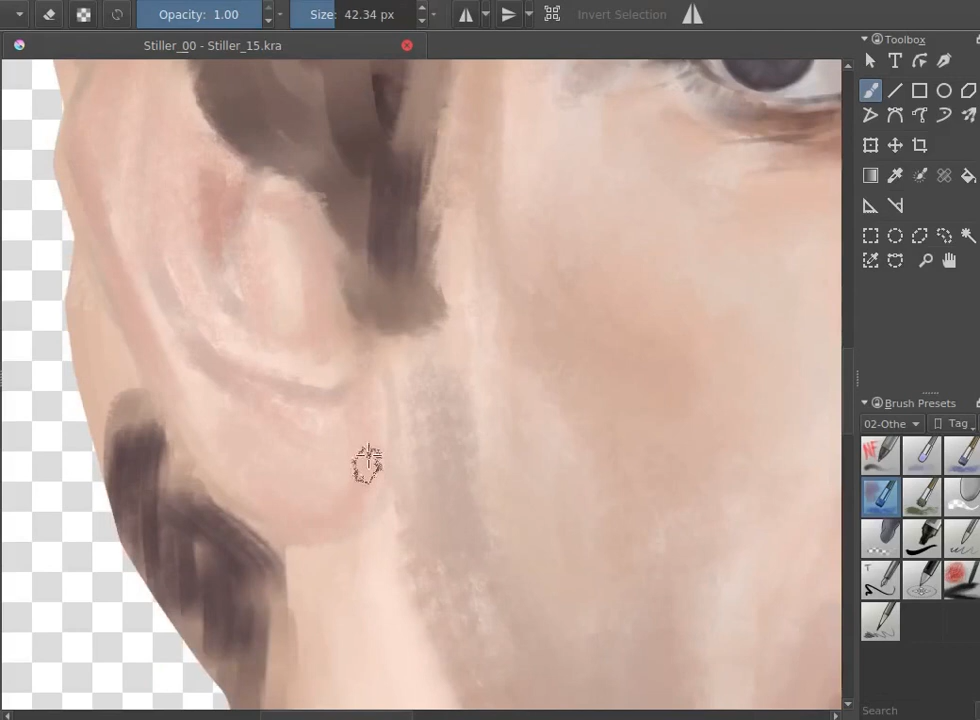 Opacity: 1.00
Size: 42.34 px
Invert Selection
Stiller_00 - Stiller_15.kra
Toolbox
T
Brush Presets
02-Othe
Tag
NF
T
Search